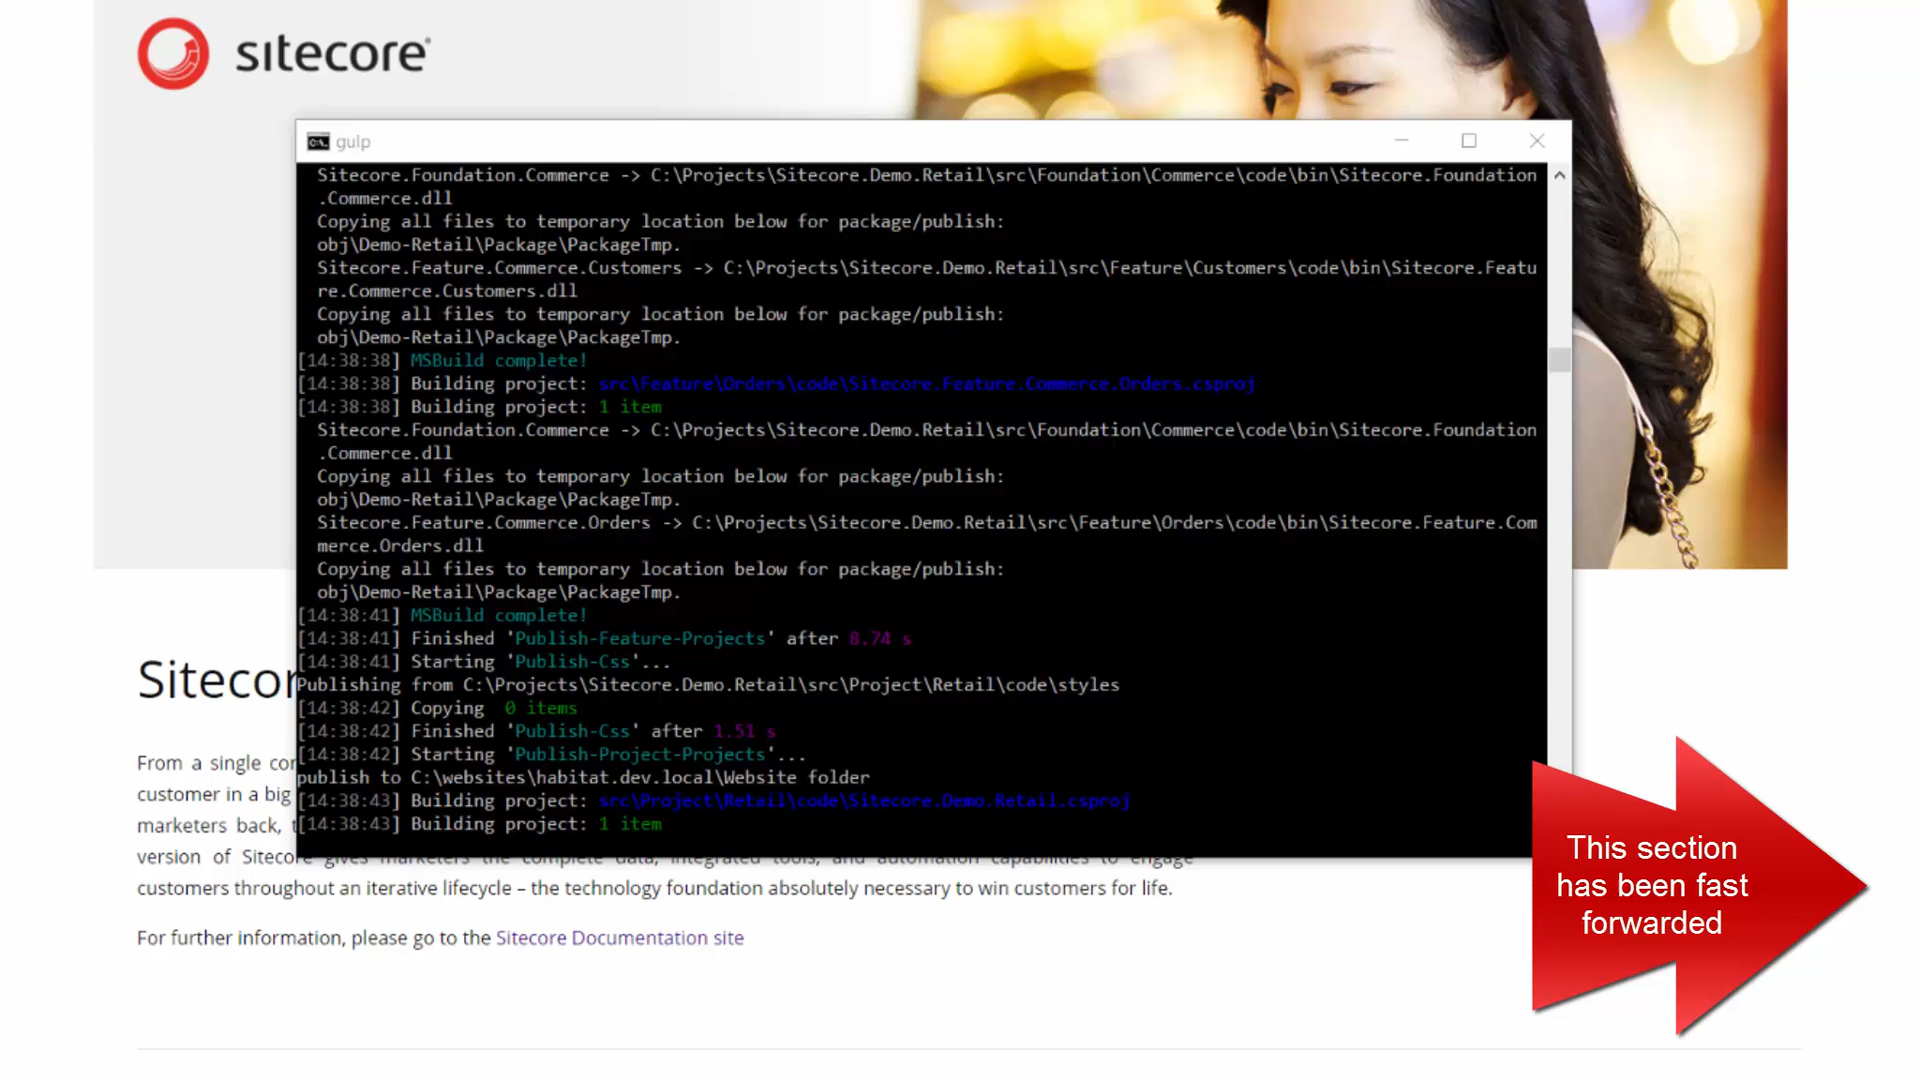 sitecore
gulp
Sitecore.Foundation.Commerce -> C:\Projects\Sitecore.Demo.Retail\src\Foundation\Commerce\code\bin\Sitecore.Foundation
.Commerce.dll
Copying all files to temporary location below for package/publish:
obj\Demo-Retail\Package\PackageTmp.
Sitecore.Feature.Commerce.Customers -> C:\Projects\Sitecore.Demo.Retail\src\Feature\Customers\code\bin\Sitecore.Featu
re.Commerce.Customers.dll
Copying all files to temporary location below for package/publish:
obj\Demo-Retail\Package\PackageTmp.
[14:38:38] MSBuild complete!
[14:38:38] Building project: src\Feature\Orders\code\Sitecore.Feature.Commerce.Orders.csproj
[14:38:38] Building project: 1 item
Sitecore.Foundation.Commerce -> C:\Projects\Sitecore.Demo.Retail\src\Foundation\Commerce\code\bin\Sitecore.Foundation
.Commerce.dll
Copying all files to temporary location below for package/publish:
obj\Demo-Retail\Package\PackageTmp.
Sitecore.Feature.Commerce.Orders -> C:\Projects\Sitecore.Demo.Retail\src\Feature\Orders\code\bin\Sitecore.Feature.Com
merce.Orders.dll
Copying all files to temporary location below for package/publish:
obj\Demo-Retail\Package\PackageTmp.
[14:38:41] MSBuild complete!
[14:38:41] Finished 'Publish-Feature-Projects' after 8.74 s
[14:38:41] Starting 'Publish-Css'...
Publishing from C:\Projects\Sitecore.Demo.Retail\src\Project\Retail\code\styles
[14:38:42] Copying 0 items
[14:38:42] Finished 'Publish-Css' after 1.51 s
[14:38:42] Starting 'Publish-Project-Projects'...
publish to C:\websites\habitat.dev.local\Website folder
[14:38:43] Building project: src\Project\Retail\code\Sitecore.Demo.Retail.csproj
[14:38:43] Building project: 1 item
Sitecor
From a single cor
customer in a big
marketers back, t
version of Sitecore gives marketers the complete data, integrated tools, and automation capabilities to engage
customers throughout an iterative lifecycle – the technology foundation absolutely necessary to win customers for life.
For further information, please go to the Sitecore Documentation site
This section
has been fast
forwarded